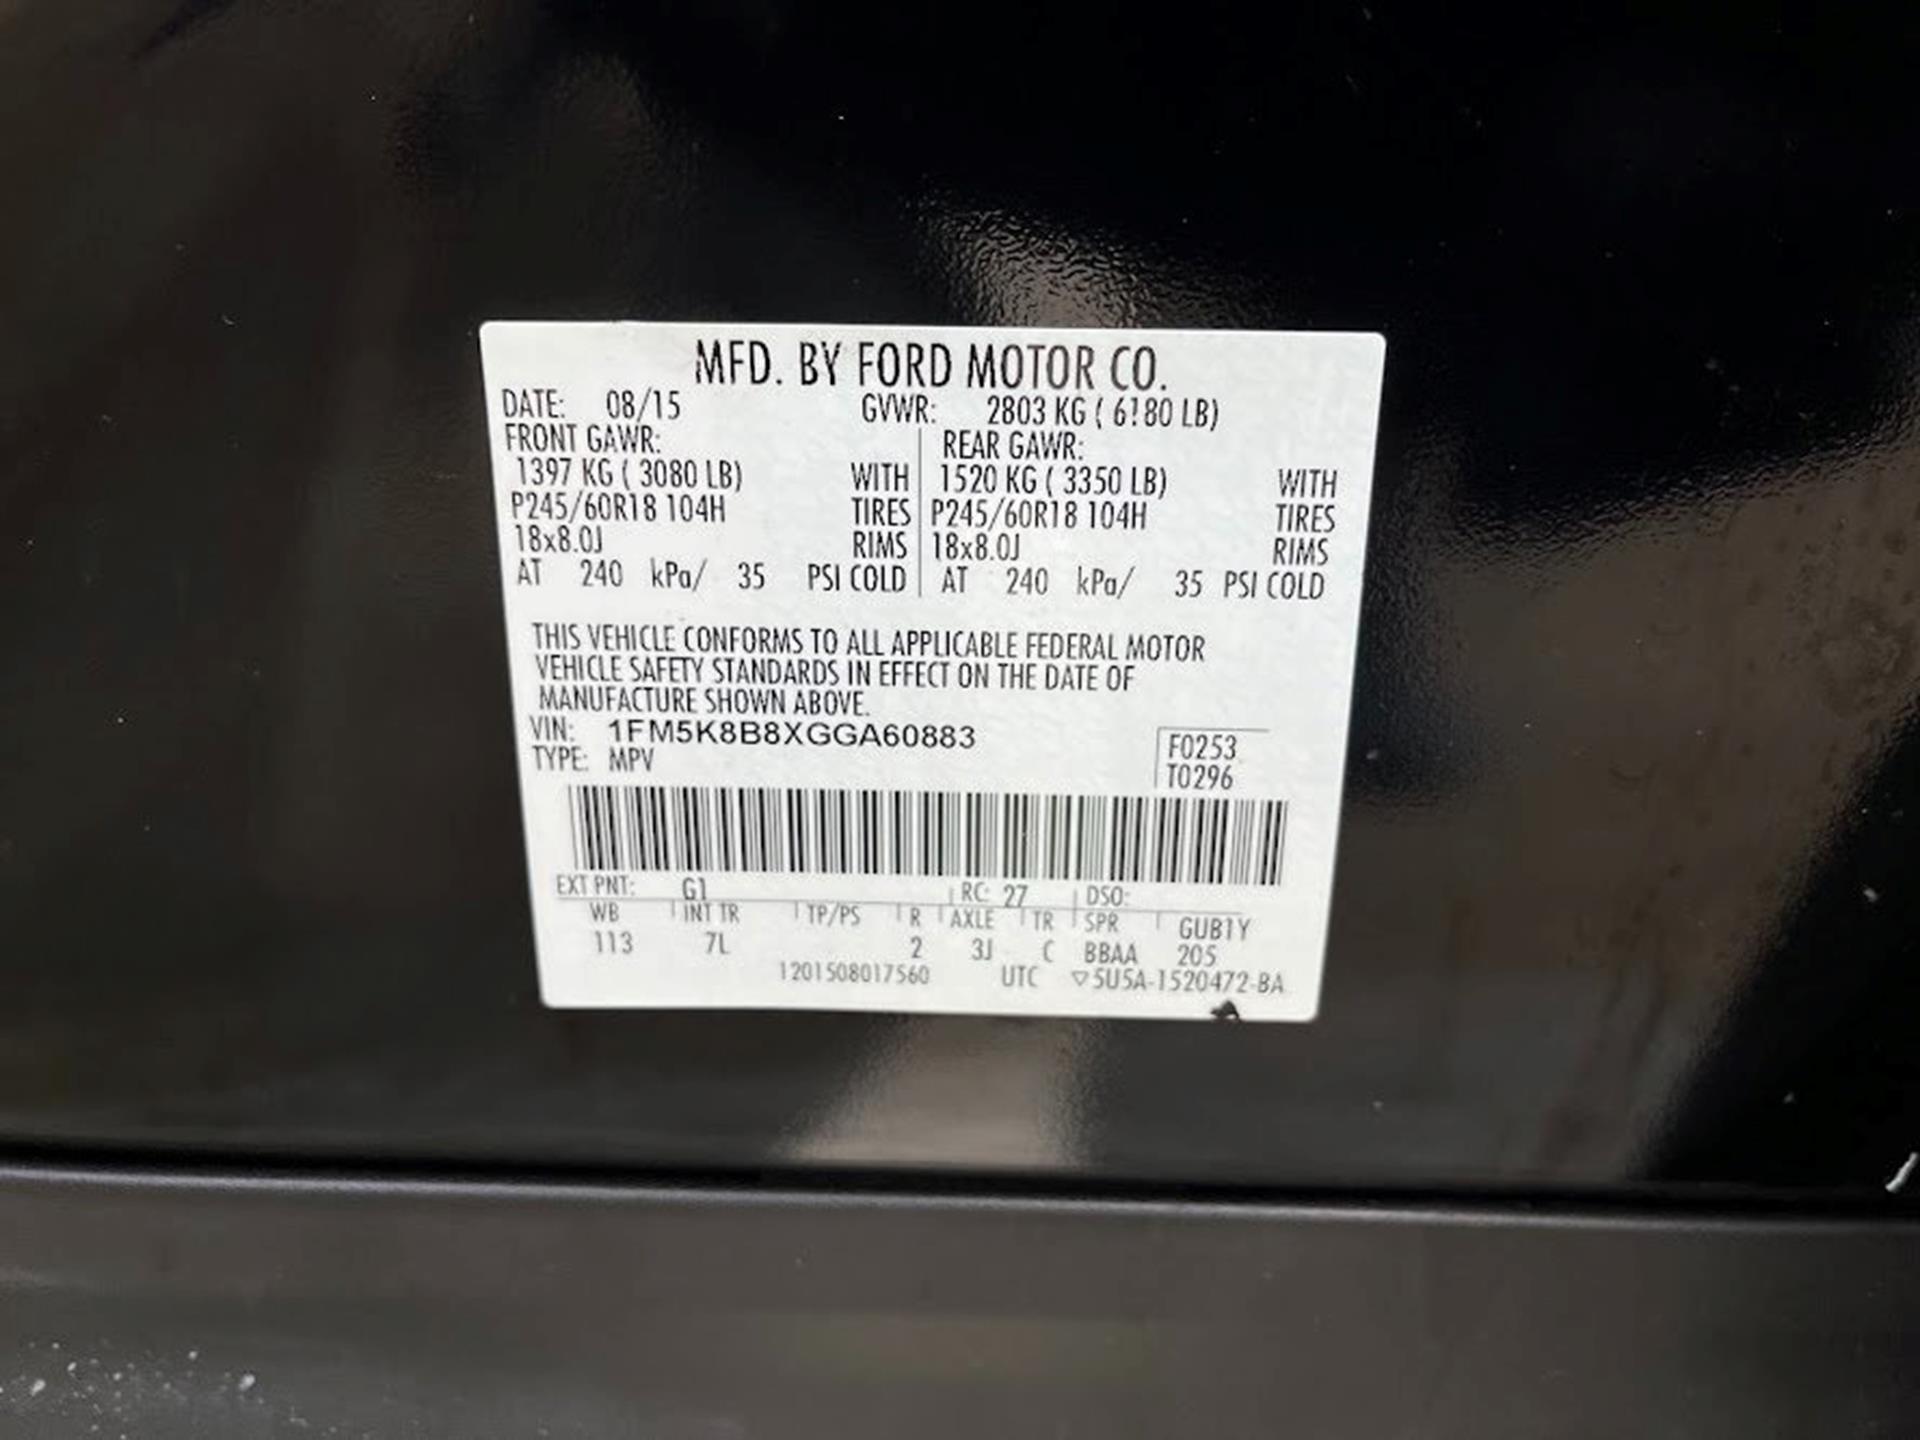 MFD. BY FORD MOTOR CO.
DATE: 08/15 GVWR: 2803 KG ( 6180 LB)
FRONT GAWR: REAR GAWR:
1397 KG ( 3080 LB) WITH 1520 KG ( 3350 LB) WITH
P245/60R18 104H TIRES P245/60R18 104H TIRES
18x8.0J RIMS 18x8.0J RIMS
AT 240 kPa/ 35 PSI COLD AT 240 kPa/ 35 PSI COLD
THIS VEHICLE CONFORMS TO ALL APPLICABLE FEDERAL MOTOR
VEHICLE SAFETY STANDARDS IN EFFECT ON THE DATE OF
MANUFACTURE SHOWN ABOVE.
VIN: 1FM5K8B8XGGA60883 F0253
TYPE: MPV T0296
EXT PNT: G1 RC: 27 DSO:
WB INT TR TP/PS R AXLE TR SPR GUB1Y
113 7L 2 3J C BBAA 205
1201508017560 UTC ▽5U5A-1520472-BA